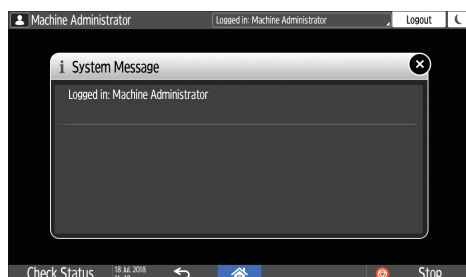 Machine Administrator
Logged in: Machine Administrator
Logout
i System Message
Logged in: Machine Administrator
Check Status
18 Jul. 2018
Stop